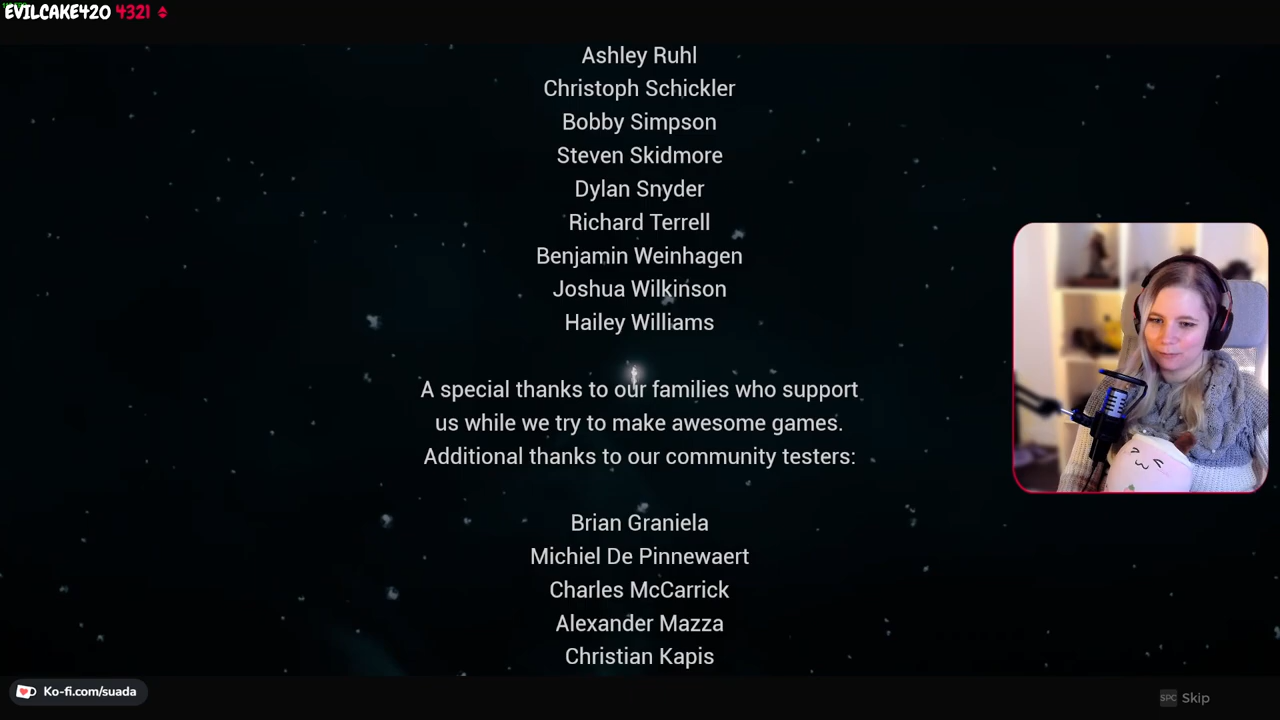 EVILCAKE420 4321
Ashley Ruhl
Christoph Schickler
Bobby Simpson
Steven Skidmore
Dylan Snyder
Richard Terrell
Benjamin Weinhagen
Joshua Wilkinson
Hailey Williams
A special thanks to our families who support
us while we try to make awesome games.
Additional thanks to our community testers:
Brian Graniela
Michiel De Pinnewaert
Charles McCarrick
Alexander Mazza
Christian Kapis
Ko-fi.com/suada
SPC Skip